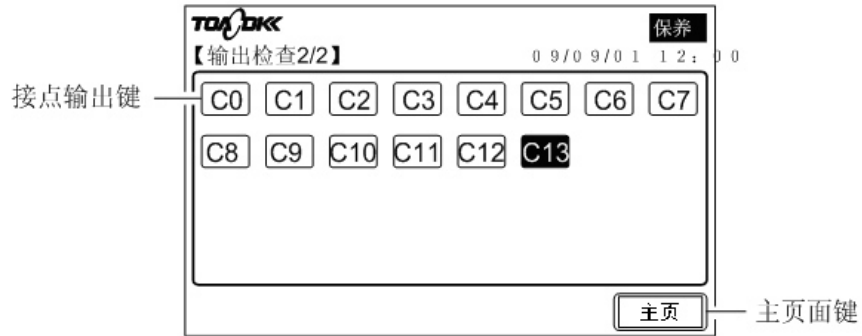 TOA DKK
保养
【输出检查2/2】 09/09/01 12:00
接点输出键
C0 C1 C2 C3 C4 C5 C6 C7
C8 C9 C10 C11 C12 C13
主页 主页面键